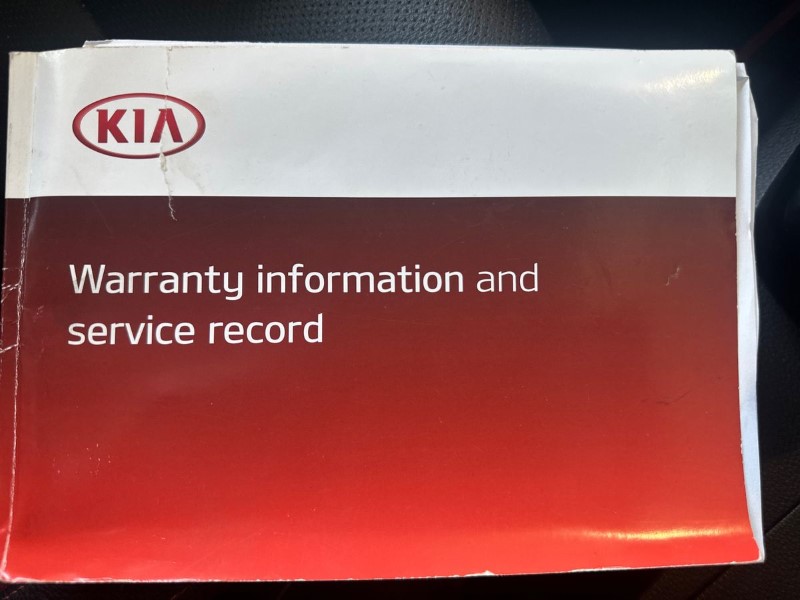 KIA
Warranty information and
service record